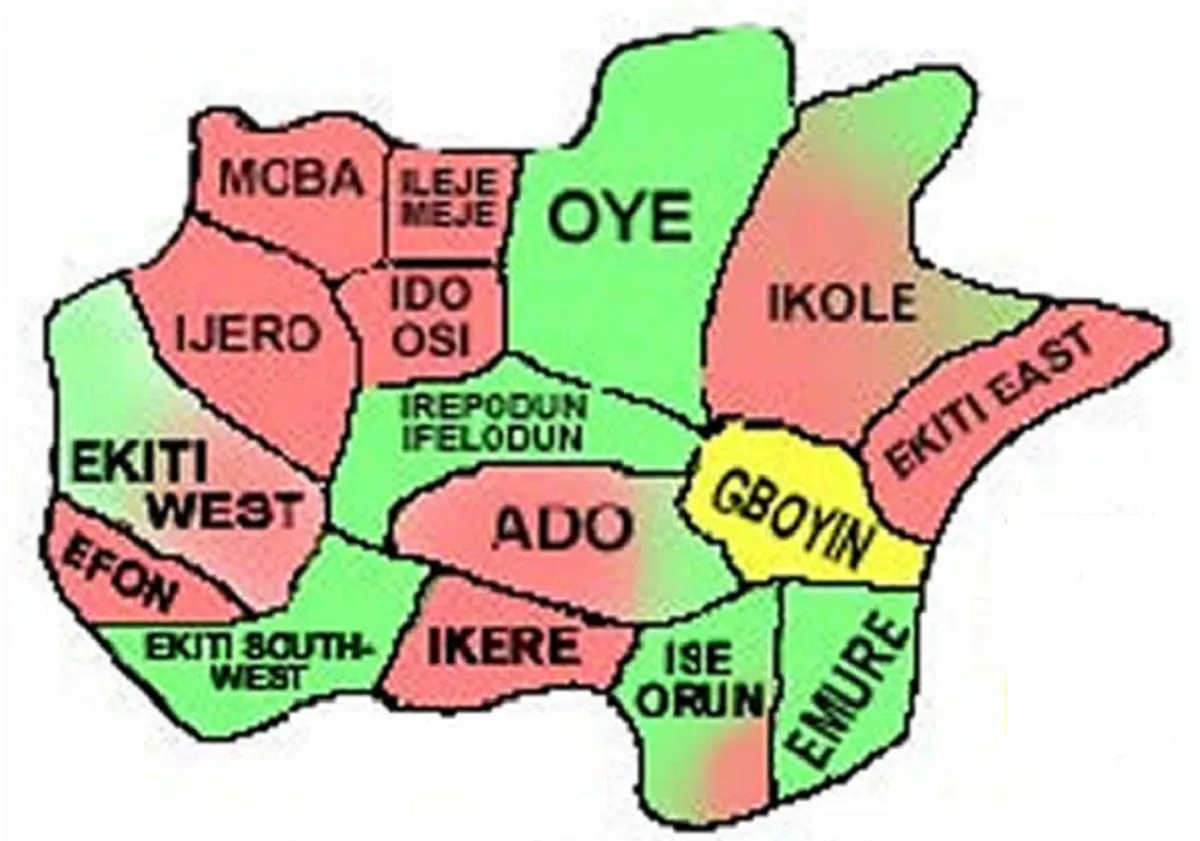 MCBA
ILEJE
MEJE
OYE
IKOLE
IJERO
IDO
OSI
EKITI EAST
IREPODUN
IFELODUN
EKITI
WEST
GBOYIN
ADO
EFON
EKITI SOUTH-
WEST
IKERE
ISE
ORUN
EMURE